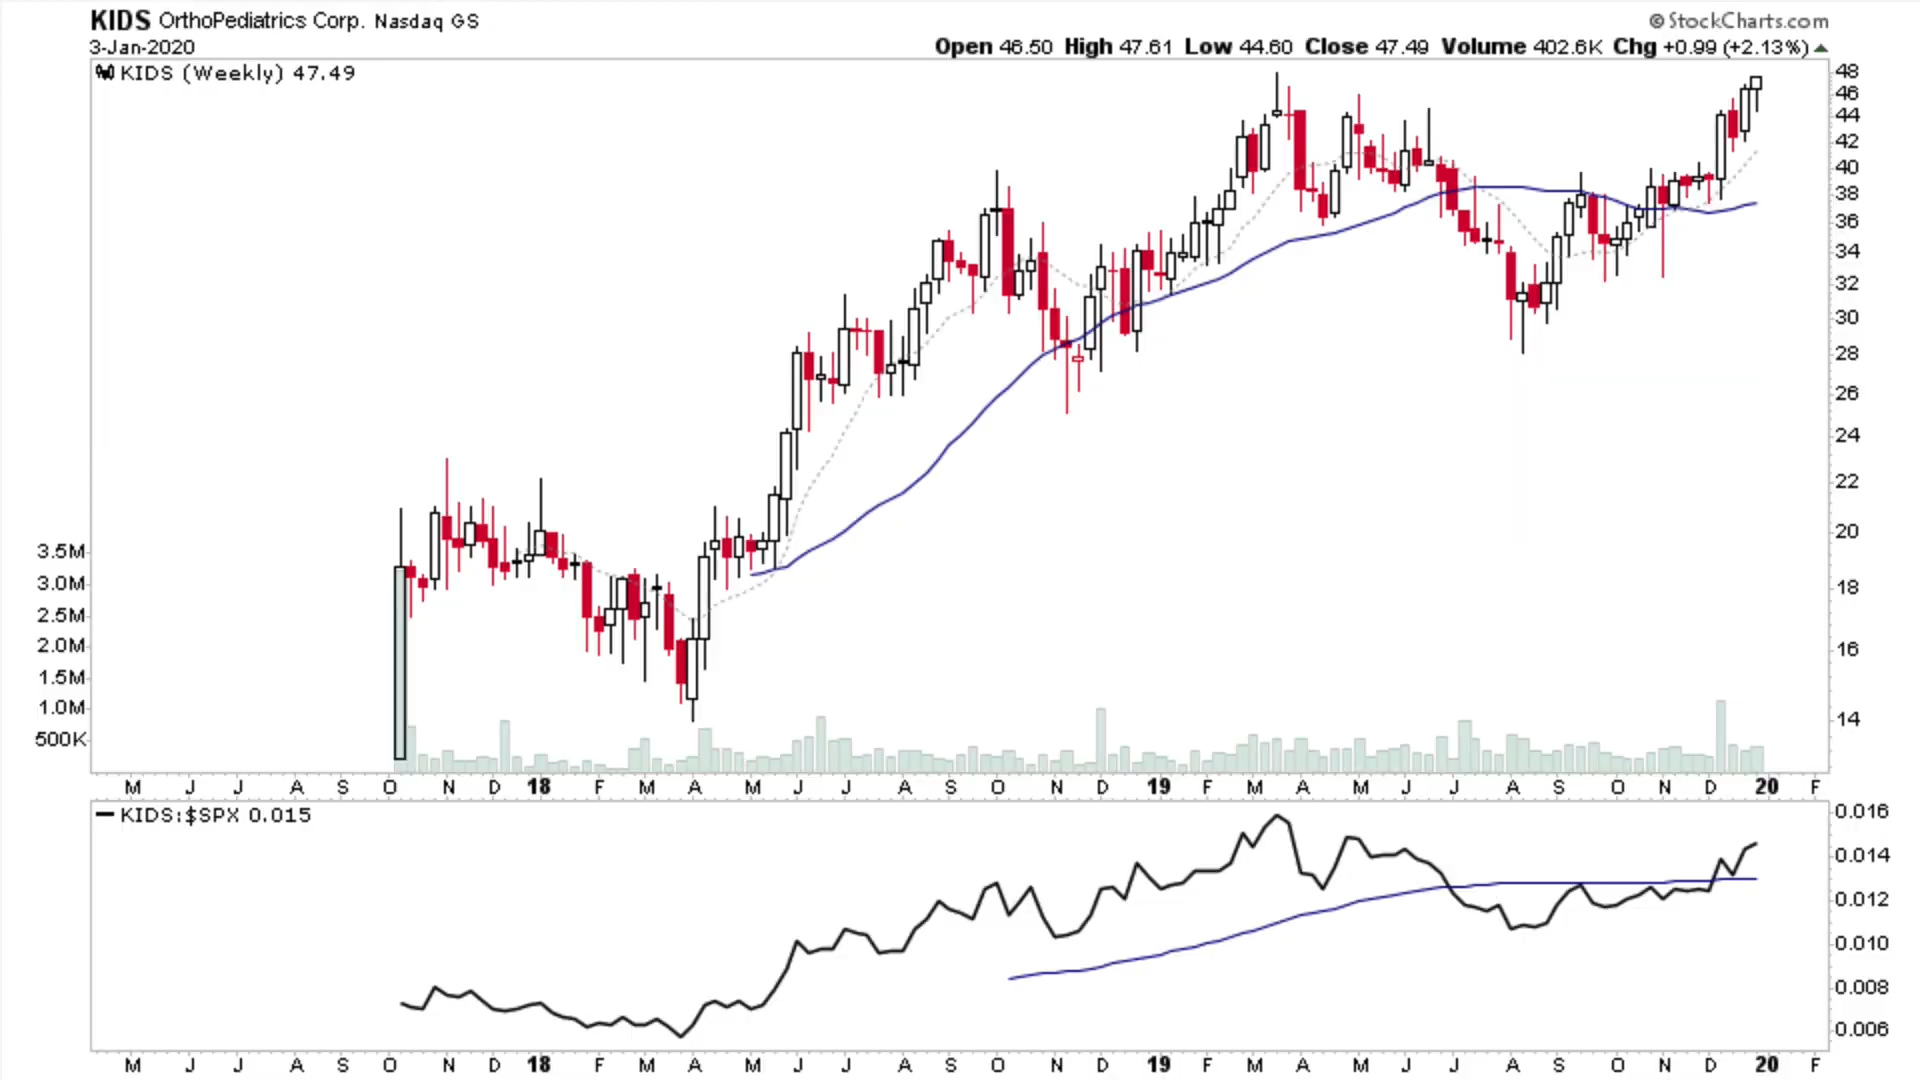 KIDS OrthoPediatrics Corp. Nasdaq GS © StockCharts.com
3-Jan-2020 Open 46.50 High 47.61 Low 44.60 Close 47.49 Volume 402.6K Chg +0.99 (+2.13%)
KIDS (Weekly) 47.49
48
46
44
42
40
38
36
34
32
30
28
26
24
22
20
18
16
14
3.5M
3.0M
2.5M
2.0M
1.5M
1.0M
500K
M J J A S O N D 18 F M A M J J A S O N D 19 F M A M J J A S O N D 20 F
KIDS:$SPX 0.015
0.016
0.014
0.012
0.010
0.008
0.006
M J J A S O N D 18 F M A M J J A S O N D 19 F M A M J J A S O N D 20 F